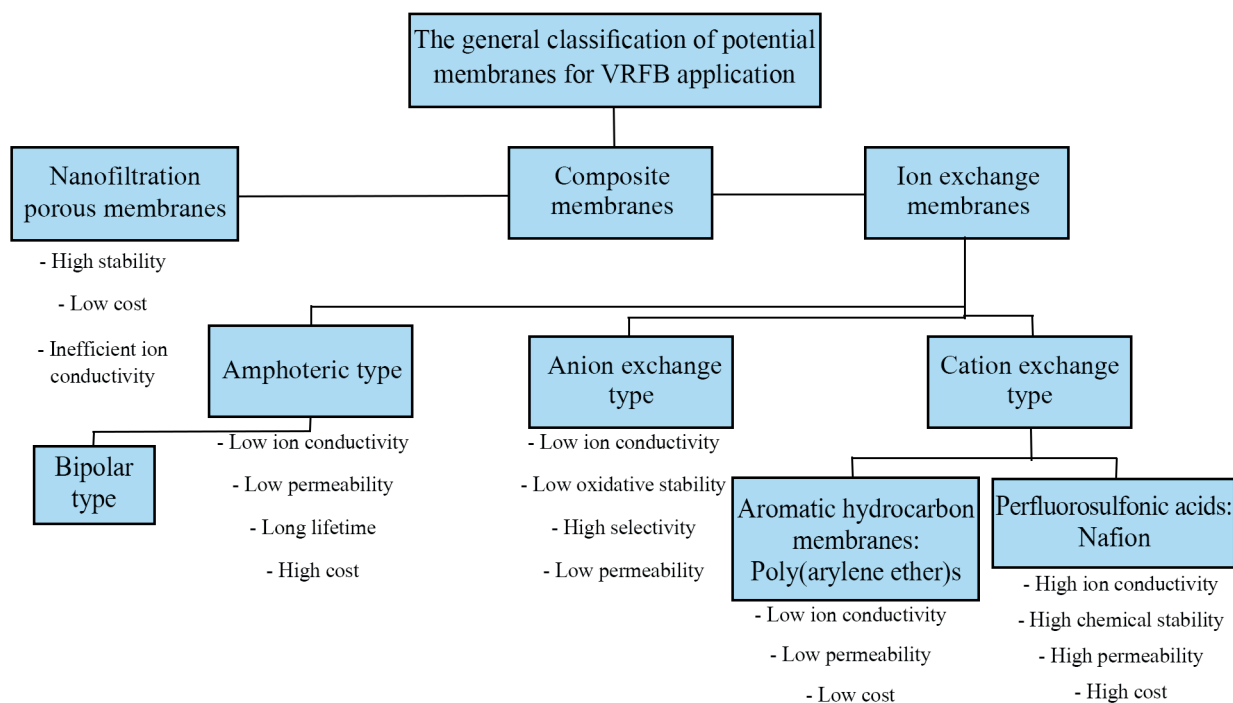 The general classification of potential
membranes for VRFB application
Nanofiltration
porous membranes
Composite
membranes
Ion exchange
membranes
- High stability
- Low cost
- Inefficient ion
conductivity
Amphoteric type
Anion exchange
type
Cation exchange
type
Bipolar
type
- Low ion conductivity
- Low permeability
- Long lifetime
- High cost
- Low ion conductivity
- Low oxidative stability
- High selectivity
- Low permeability
Aromatic hydrocarbon
membranes:
Poly(arylene ether)s
- Low ion conductivity
- Low permeability
- Low cost
Perfluorosulfonic acids:
Nafion
- High ion conductivity
- High chemical stability
- High permeability
- High cost